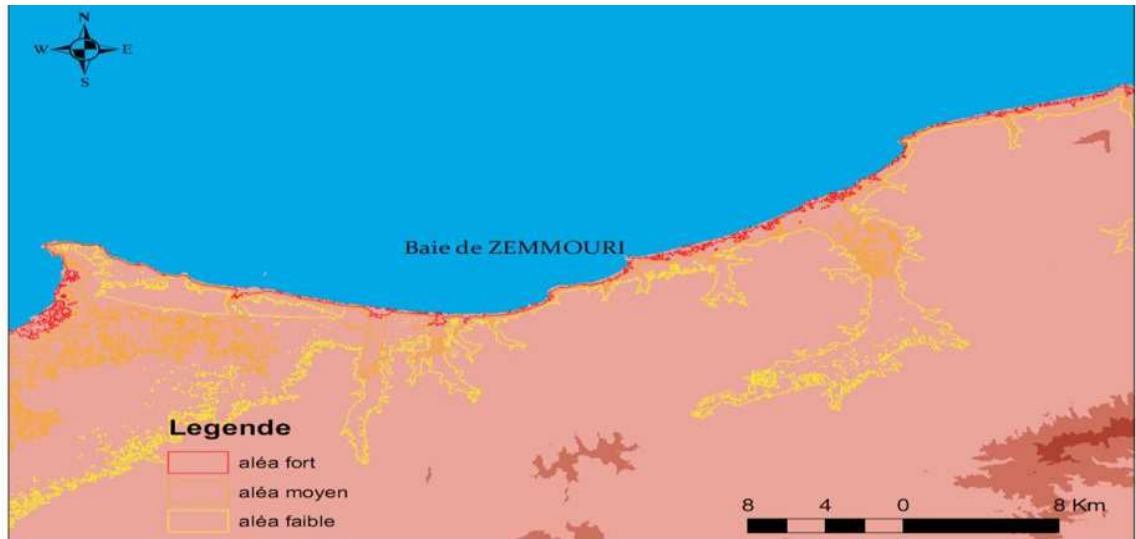 N
W E
S
Baie de ZEMMOURI
Legende
aléa fort
aléa moyen
aléa faible
8 4 0 8 Km